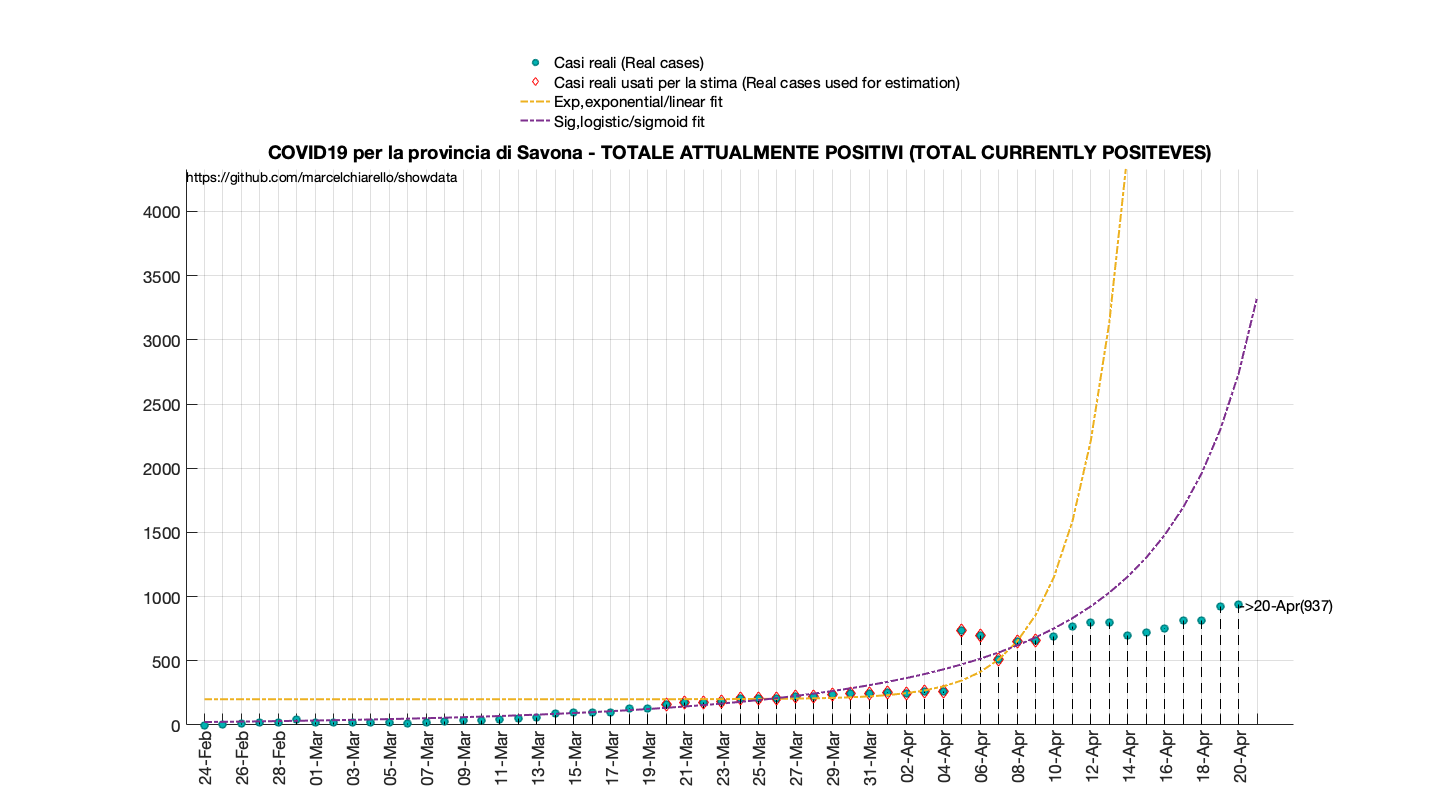 Casi reali (Real cases)
Casi reali usati per la stima (Real cases used for estimation)
Exp,exponential/linear fit
Sig,logistic/sigmoid fit
COVID19 per la provincia di Savona - TOTALE ATTUALMENTE POSITIVI (TOTAL CURRENTLY POSITEVES)
https://github.com/marcelchiarello/showdata
4000
3500
3000
2500
2000
1500
1000
500
0
->20-Apr(937)
24-Feb
26-Feb
28-Feb
01-Mar
03-Mar
05-Mar
07-Mar
09-Mar
11-Mar
13-Mar
15-Mar
17-Mar
19-Mar
21-Mar
23-Mar
25-Mar
27-Mar
29-Mar
31-Mar
02-Apr
04-Apr
06-Apr
08-Apr
10-Apr
12-Apr
14-Apr
16-Apr
18-Apr
20-Apr